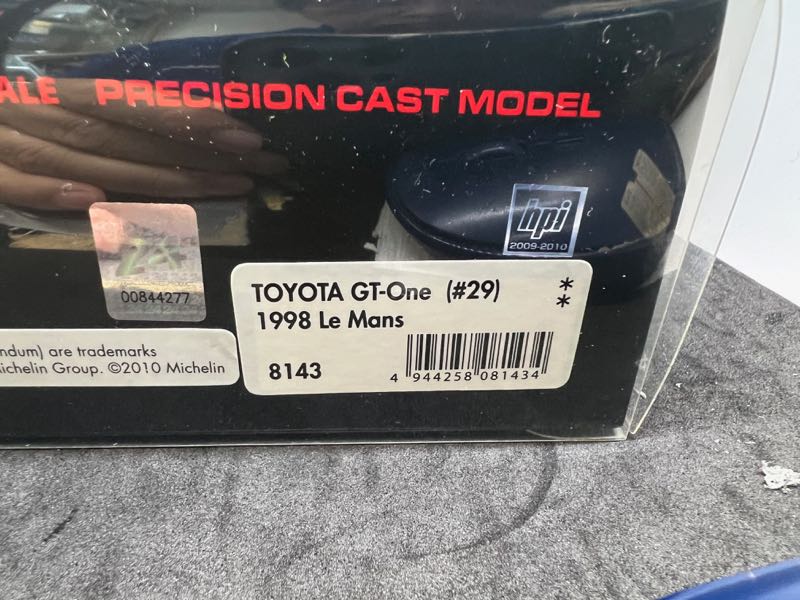 ALE PRECISION CAST MODEL
hpi
2009-2010
00844277
TOYOTA GT-One (#29) **
1998 Le Mans
8143
4 944258 081434
ndum) are trademarks
ichelin Group. ©2010 Michelin